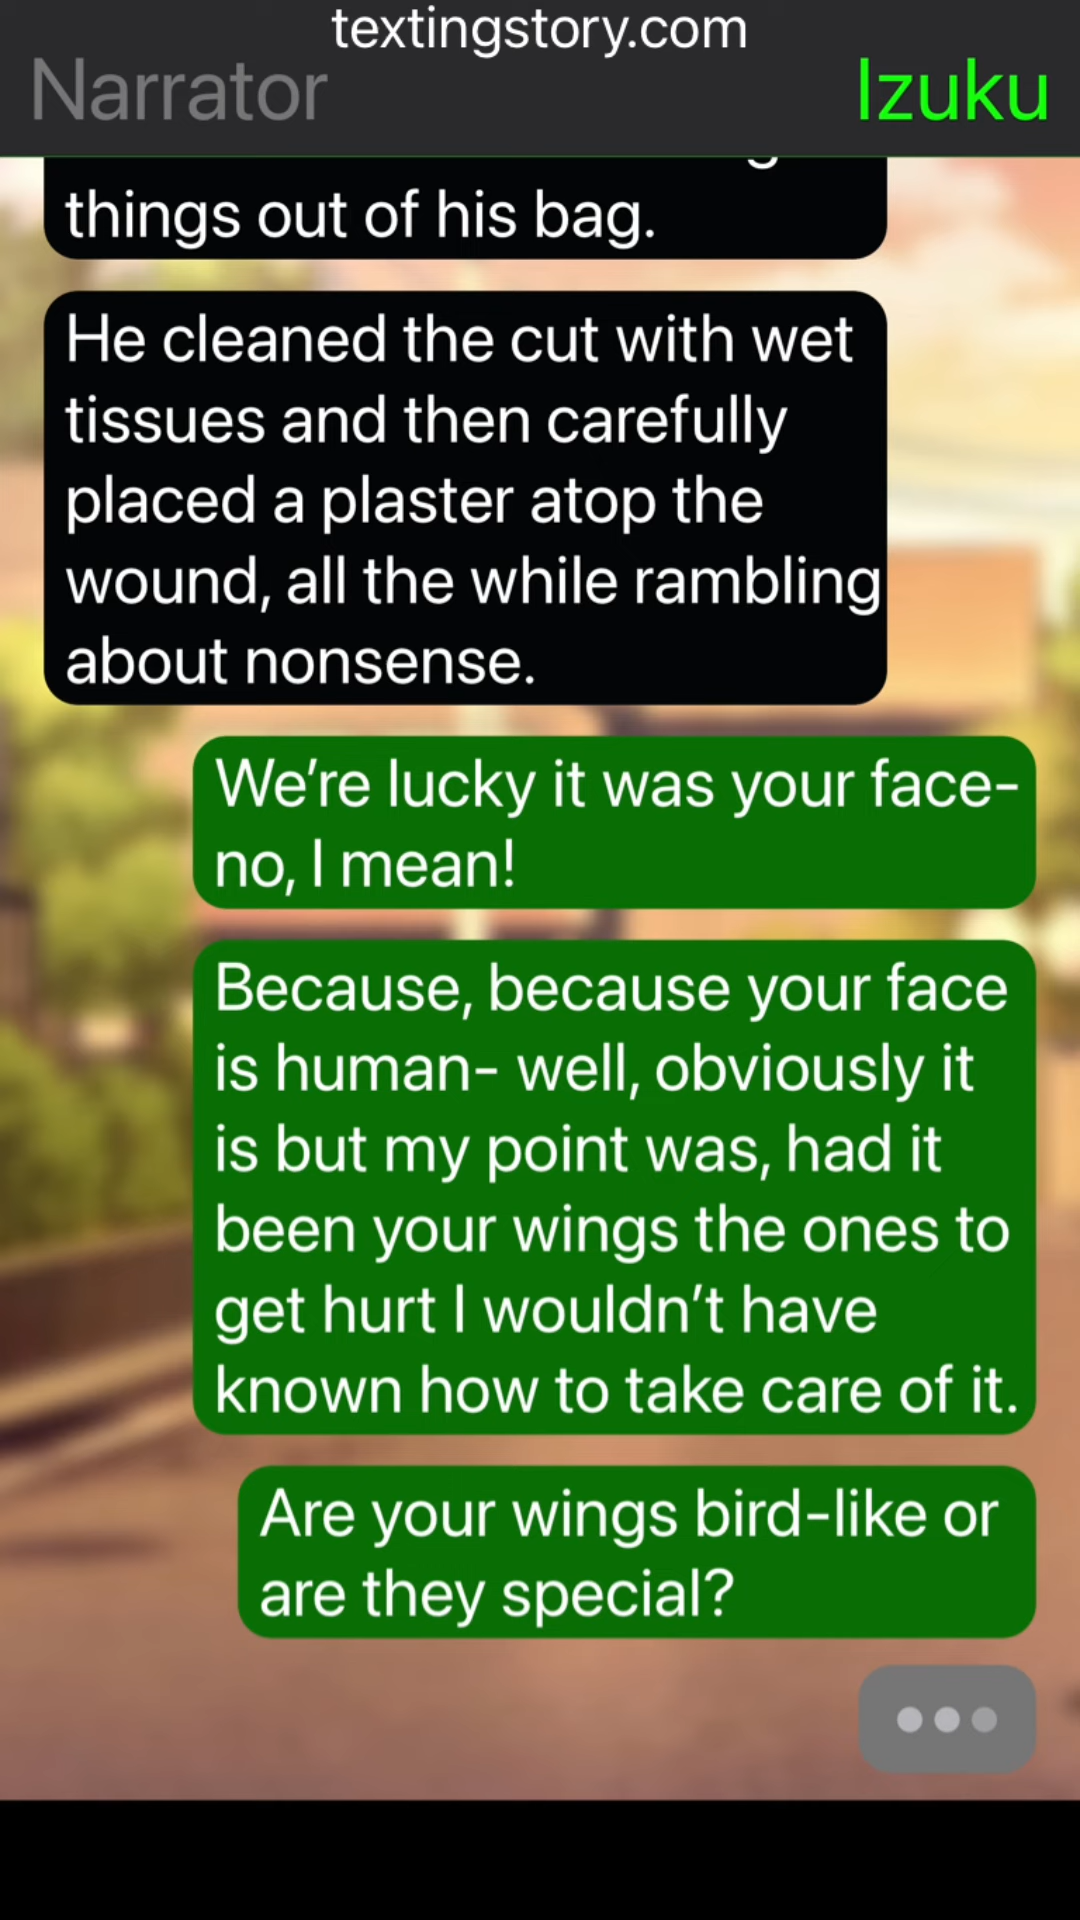 textingstory.com
Narrator
Izuku
things out of his bag.
He cleaned the cut with wet
tissues and then carefully
placed a plaster atop the
wound, all the while rambling
about nonsense.
We’re lucky it was your face-
no, I mean!
Because, because your face
is human- well, obviously it
is but my point was, had it
been your wings the ones to
get hurt I wouldn’t have
known how to take care of it.
Are your wings bird-like or
are they special?